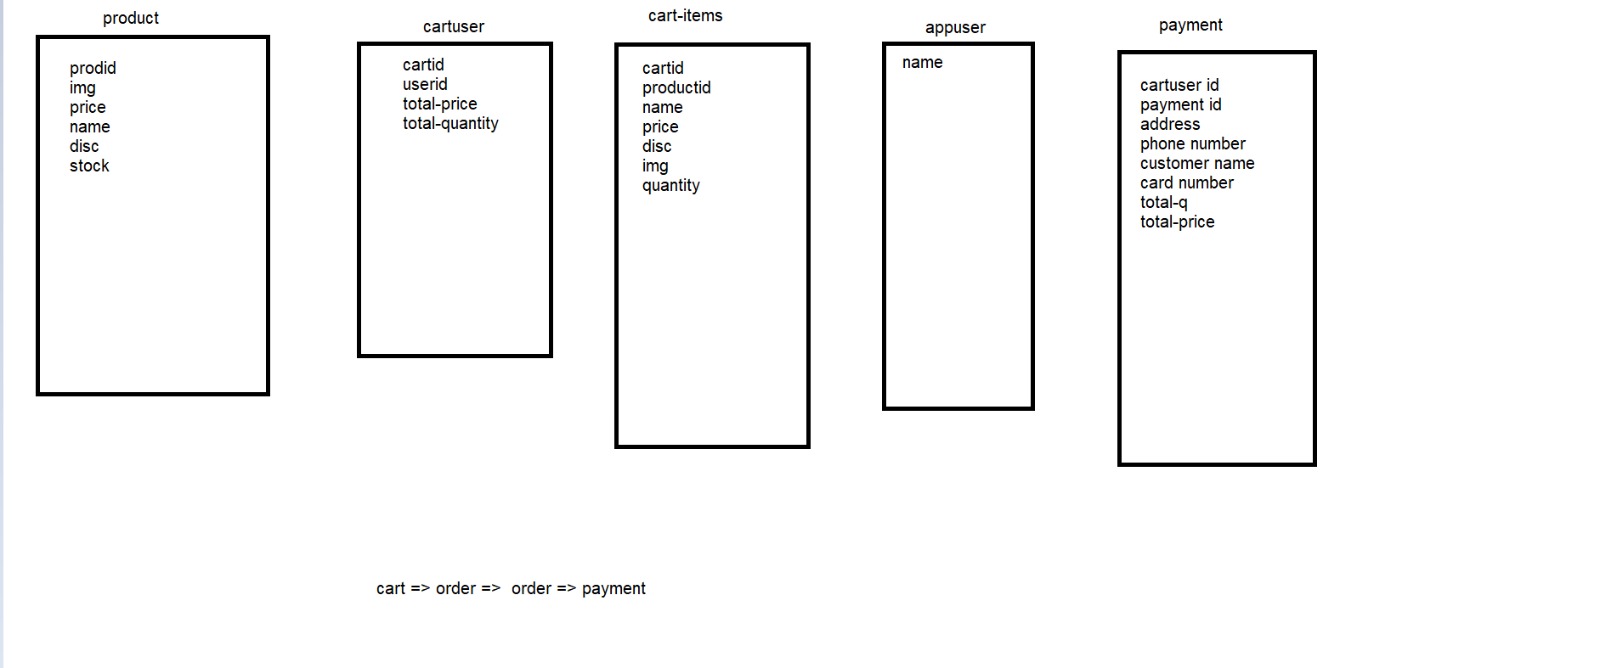 product
prodid
img
price
name
disc
stock
cartuser
cartid
userid
total-price
total-quantity
cart-items
cartid
productid
name
price
disc
img
quantity
appuser
name
payment
cartuser id
payment id
address
phone number
customer name
card number
total-q
total-price
cart => order => order => payment